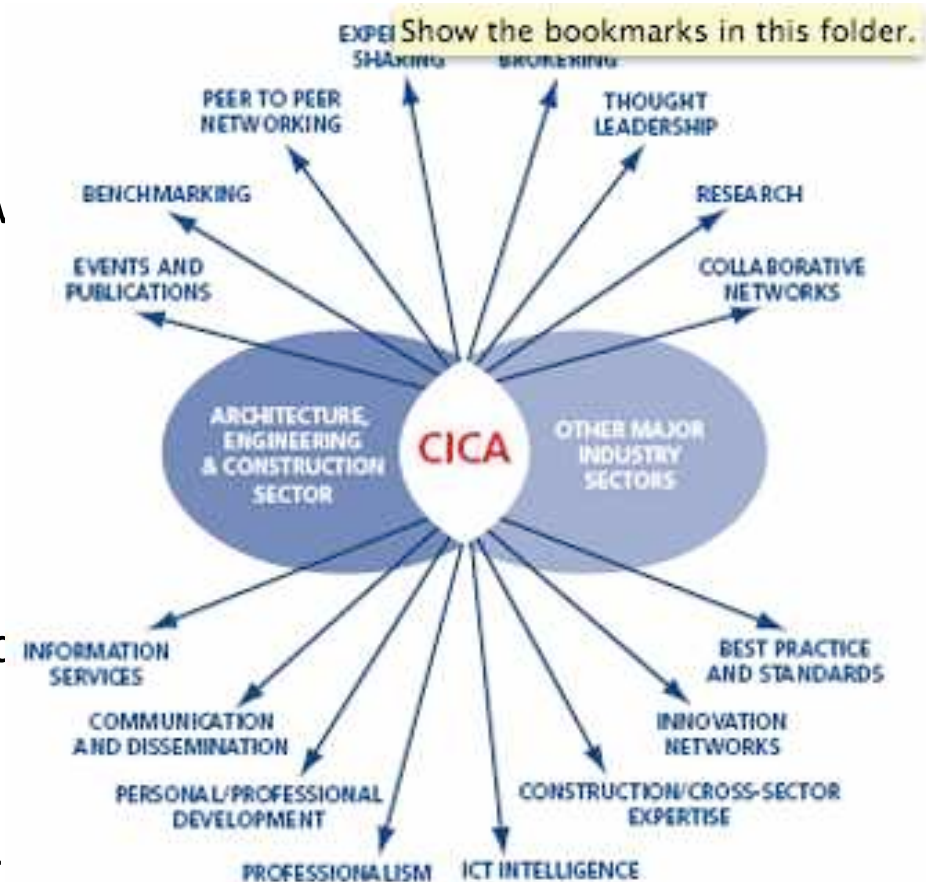 Show the bookmarks in this folder.
SHARING
BROKERING
PEER TO PEER
NETWORKING
THOUGHT
LEADERSHIP
BENCHMARKING
RESEARCH
EVENTS AND
PUBLICATIONS
COLLABORATIVE
NETWORKS
ARCHITECTURE,
ENGINEERING
& CONSTRUCTION
SECTOR
CICA
OTHER MAJOR
INDUSTRY
SECTORS
INFORMATION
SERVICES
BEST PRACTICE
AND STANDARDS
COMMUNICATION
AND DISSEMINATION
INNOVATION
NETWORKS
PERSONAL/PROFESSIONAL
DEVELOPMENT
CONSTRUCTION/CROSS-SECTOR
EXPERTISE
PROFESSIONALISM
ICT INTELLIGENCE